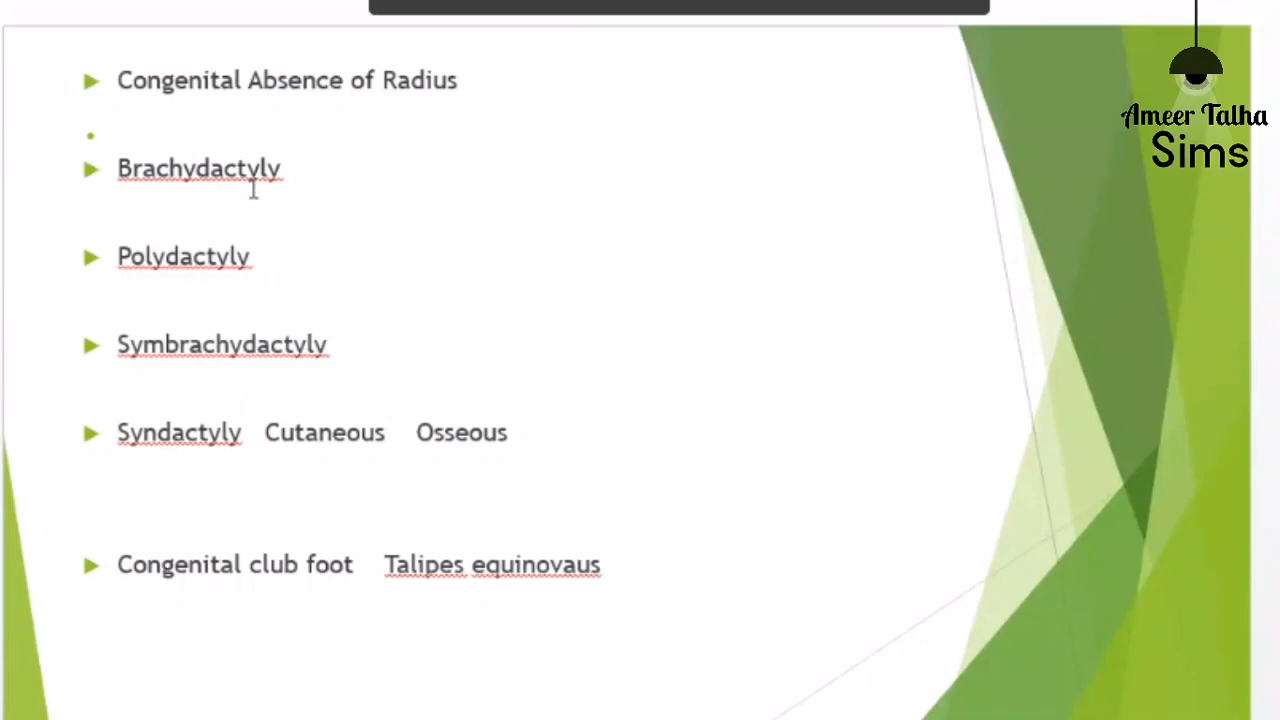 Congenital Absence of Radius
Brachydactyly
Polydactyly
Symbrachydactyly
Syndactyly Cutaneous Osseous
Congenital club foot Talipes equinovaus
Ameer Talha
Sims